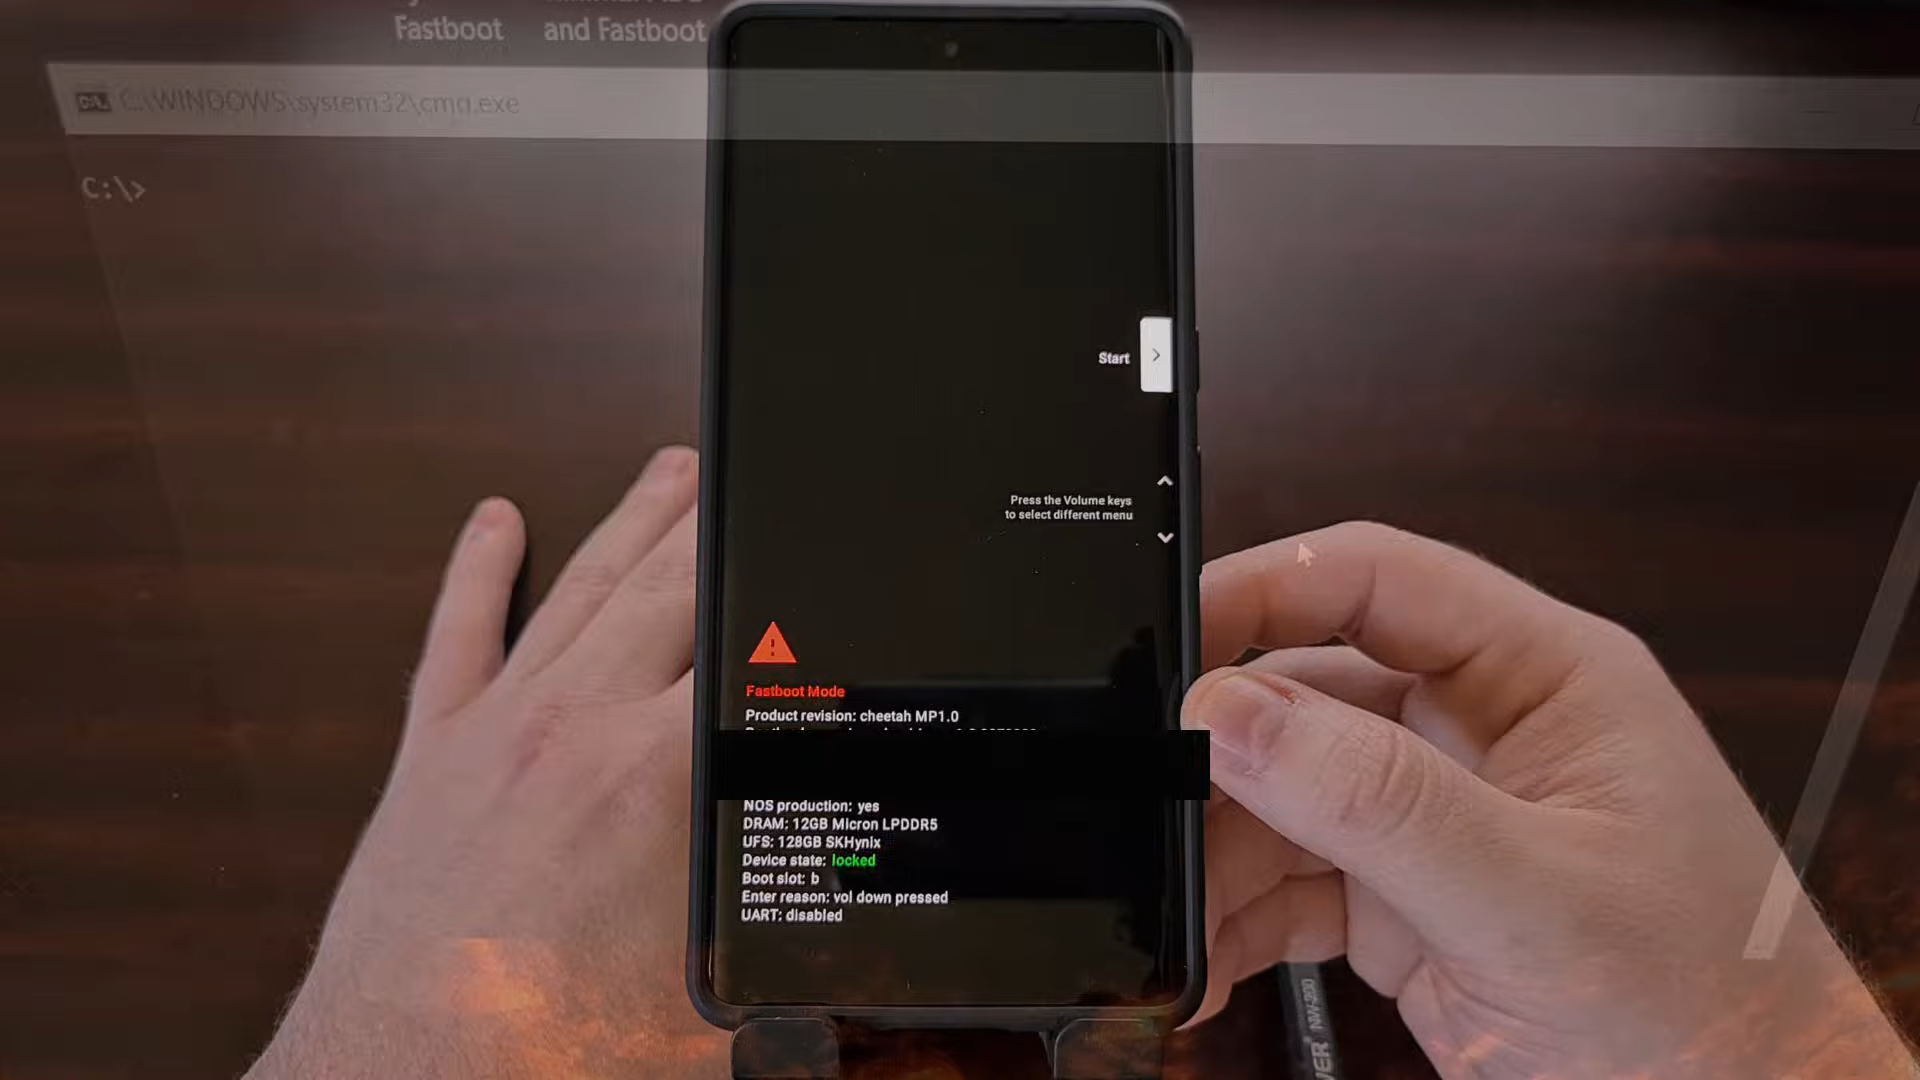 Fastboot
and Fastboot
C:\WINDOWS\system32\cmd.exe
C:\>
Start
Press the Volume keys
to select different menu
Fastboot Mode
Product revision: cheetah MP1.0
NOS production: yes
DRAM: 12GB Micron LPDDR5
UFS: 128GB SKHynix
Device state: locked
Boot slot: b
Enter reason: vol down pressed
UART: disabled